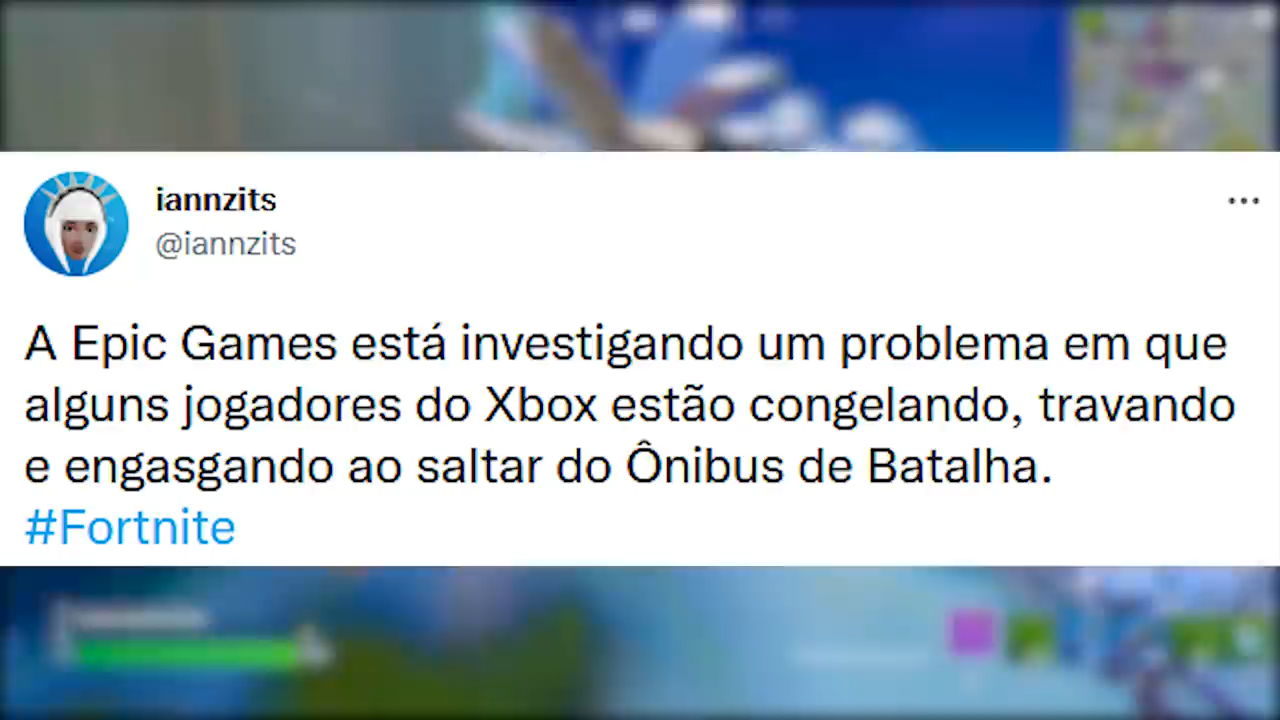 iannzits
@iannzits
A Epic Games está investigando um problema em que
alguns jogadores do Xbox estão congelando, travando
e engasgando ao saltar do Ônibus de Batalha.
#Fortnite